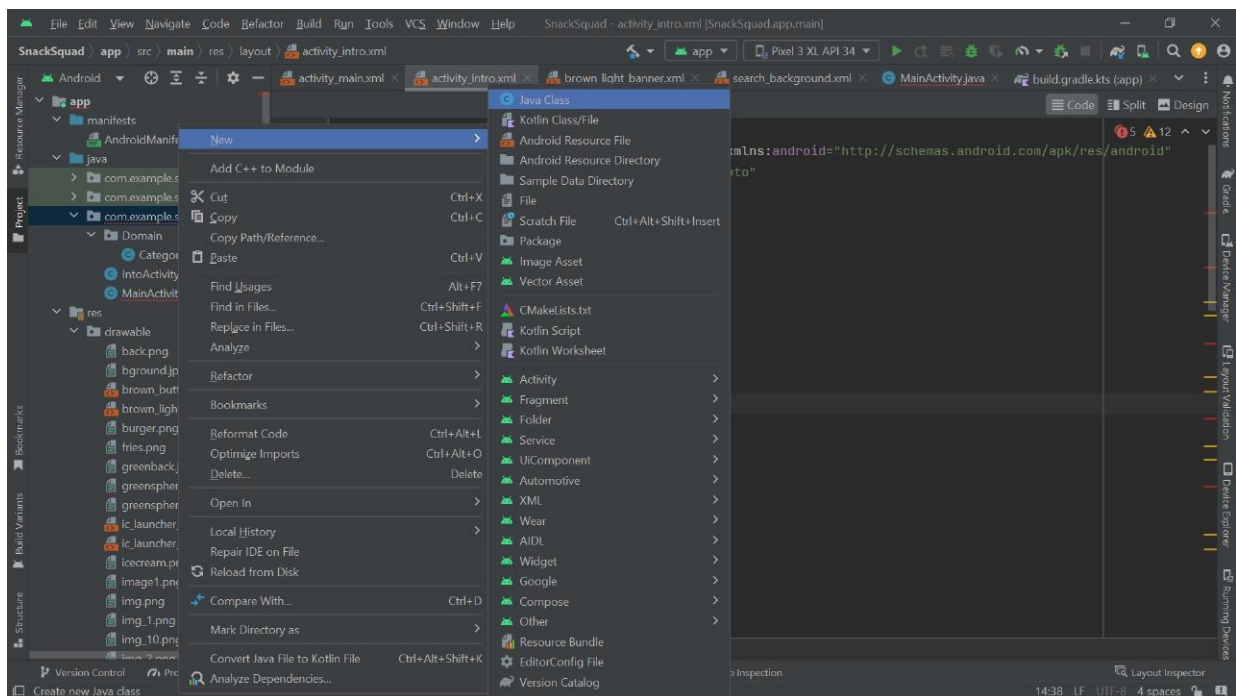 File Edit View Navigate Code Refactor Build Run Tools VCS Window Help SnackSquad - activity_intro.xml [SnackSquad.app.main]
SnackSquad app src main res layout activity_intro.xml app Pixel 3 XL API 34
Android activity_main.xml activity_intro.xml brown_light_banner.xml search_background.xml MainActivity.java build.gradle.kts (:app)
Code Split Design
5 12
Resource Manager
Project
Bookmarks
Build Variants
Structure
app
manifests
AndroidManife
java
com.example.s
com.example.s
com.example.s
Domain
Categor
IntoActivity
MainActivit
res
drawable
back.png
bground.jp
brown_butt
brown_ligh
burger.png
fries.png
greenback.j
greenspher
greenspher
ic_launcher_
ic_launcher_
icecream.pn
image1.png
img.png
img_1.png
img_10.png
img_2.png
New
Add C++ to Module
Cut Ctrl+X
Copy Ctrl+C
Copy Path/Reference...
Paste Ctrl+V
Find Usages Alt+F7
Find in Files... Ctrl+Shift+F
Replace in Files... Ctrl+Shift+R
Analyze
Refactor
Bookmarks
Reformat Code Ctrl+Alt+L
Optimize Imports Ctrl+Alt+O
Delete... Delete
Open In
Local History
Repair IDE on File
Reload from Disk
Compare With... Ctrl+D
Mark Directory as
Convert Java File to Kotlin File Ctrl+Alt+Shift+K
Analyze Dependencies...
Java Class
Kotlin Class/File
Android Resource File
Android Resource Directory
Sample Data Directory
File
Scratch File Ctrl+Alt+Shift+Insert
Package
Image Asset
Vector Asset
CMakeLists.txt
Kotlin Script
Kotlin Worksheet
Activity
Fragment
Folder
Service
UiComponent
Automotive
XML
Wear
AIDL
Widget
Google
Compose
Other
Resource Bundle
EditorConfig File
Version Catalog
xmlns:android="http://schemas.android.com/apk/res/android"
uto"
Notifications
Gradle
Device Manager
Layout Validation
Device Explorer
Running Devices
Version Control Pro p Inspection Layout Inspector
Create new Java class 14:38 LF UTF-8 4 spaces